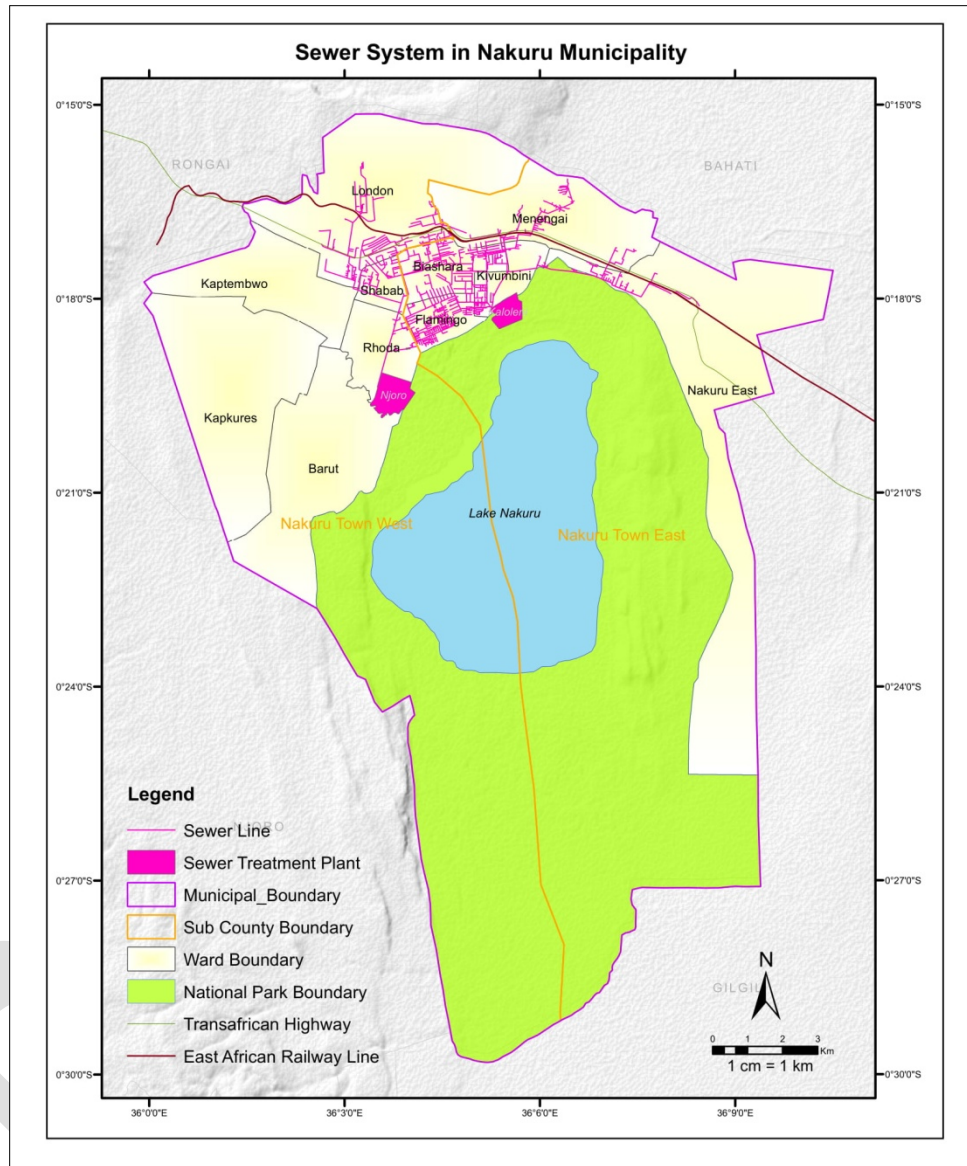 Sewer System in Nakuru Municipality
0°15'0"S
0°15'0"S
RONGAI
BAHATI
London
Menengai
Biashara
Kivumbini
Kaptembwo
Shabab
0°18'0"S
0°18'0"S
Kaloleni
Flamingo
Rhoda
Njoro
Nakuru East
Kapkures
Barut
0°21'0"S
0°21'0"S
Lake Nakuru
Nakuru Town West
Nakuru Town East
0°24'0"S
0°24'0"S
Legend
NJORO
Sewer Line
Sewer Treatment Plant
0°27'0"S
0°27'0"S
Municipal_Boundary
Sub County Boundary
Ward Boundary
National Park Boundary
Transafrican Highway
East African Railway Line
N
GILGIL
0 1 2 3
Km
1 cm = 1 km
0°30'0"S
0°30'0"S
36°0'0"E
36°3'0"E
36°6'0"E
36°9'0"E